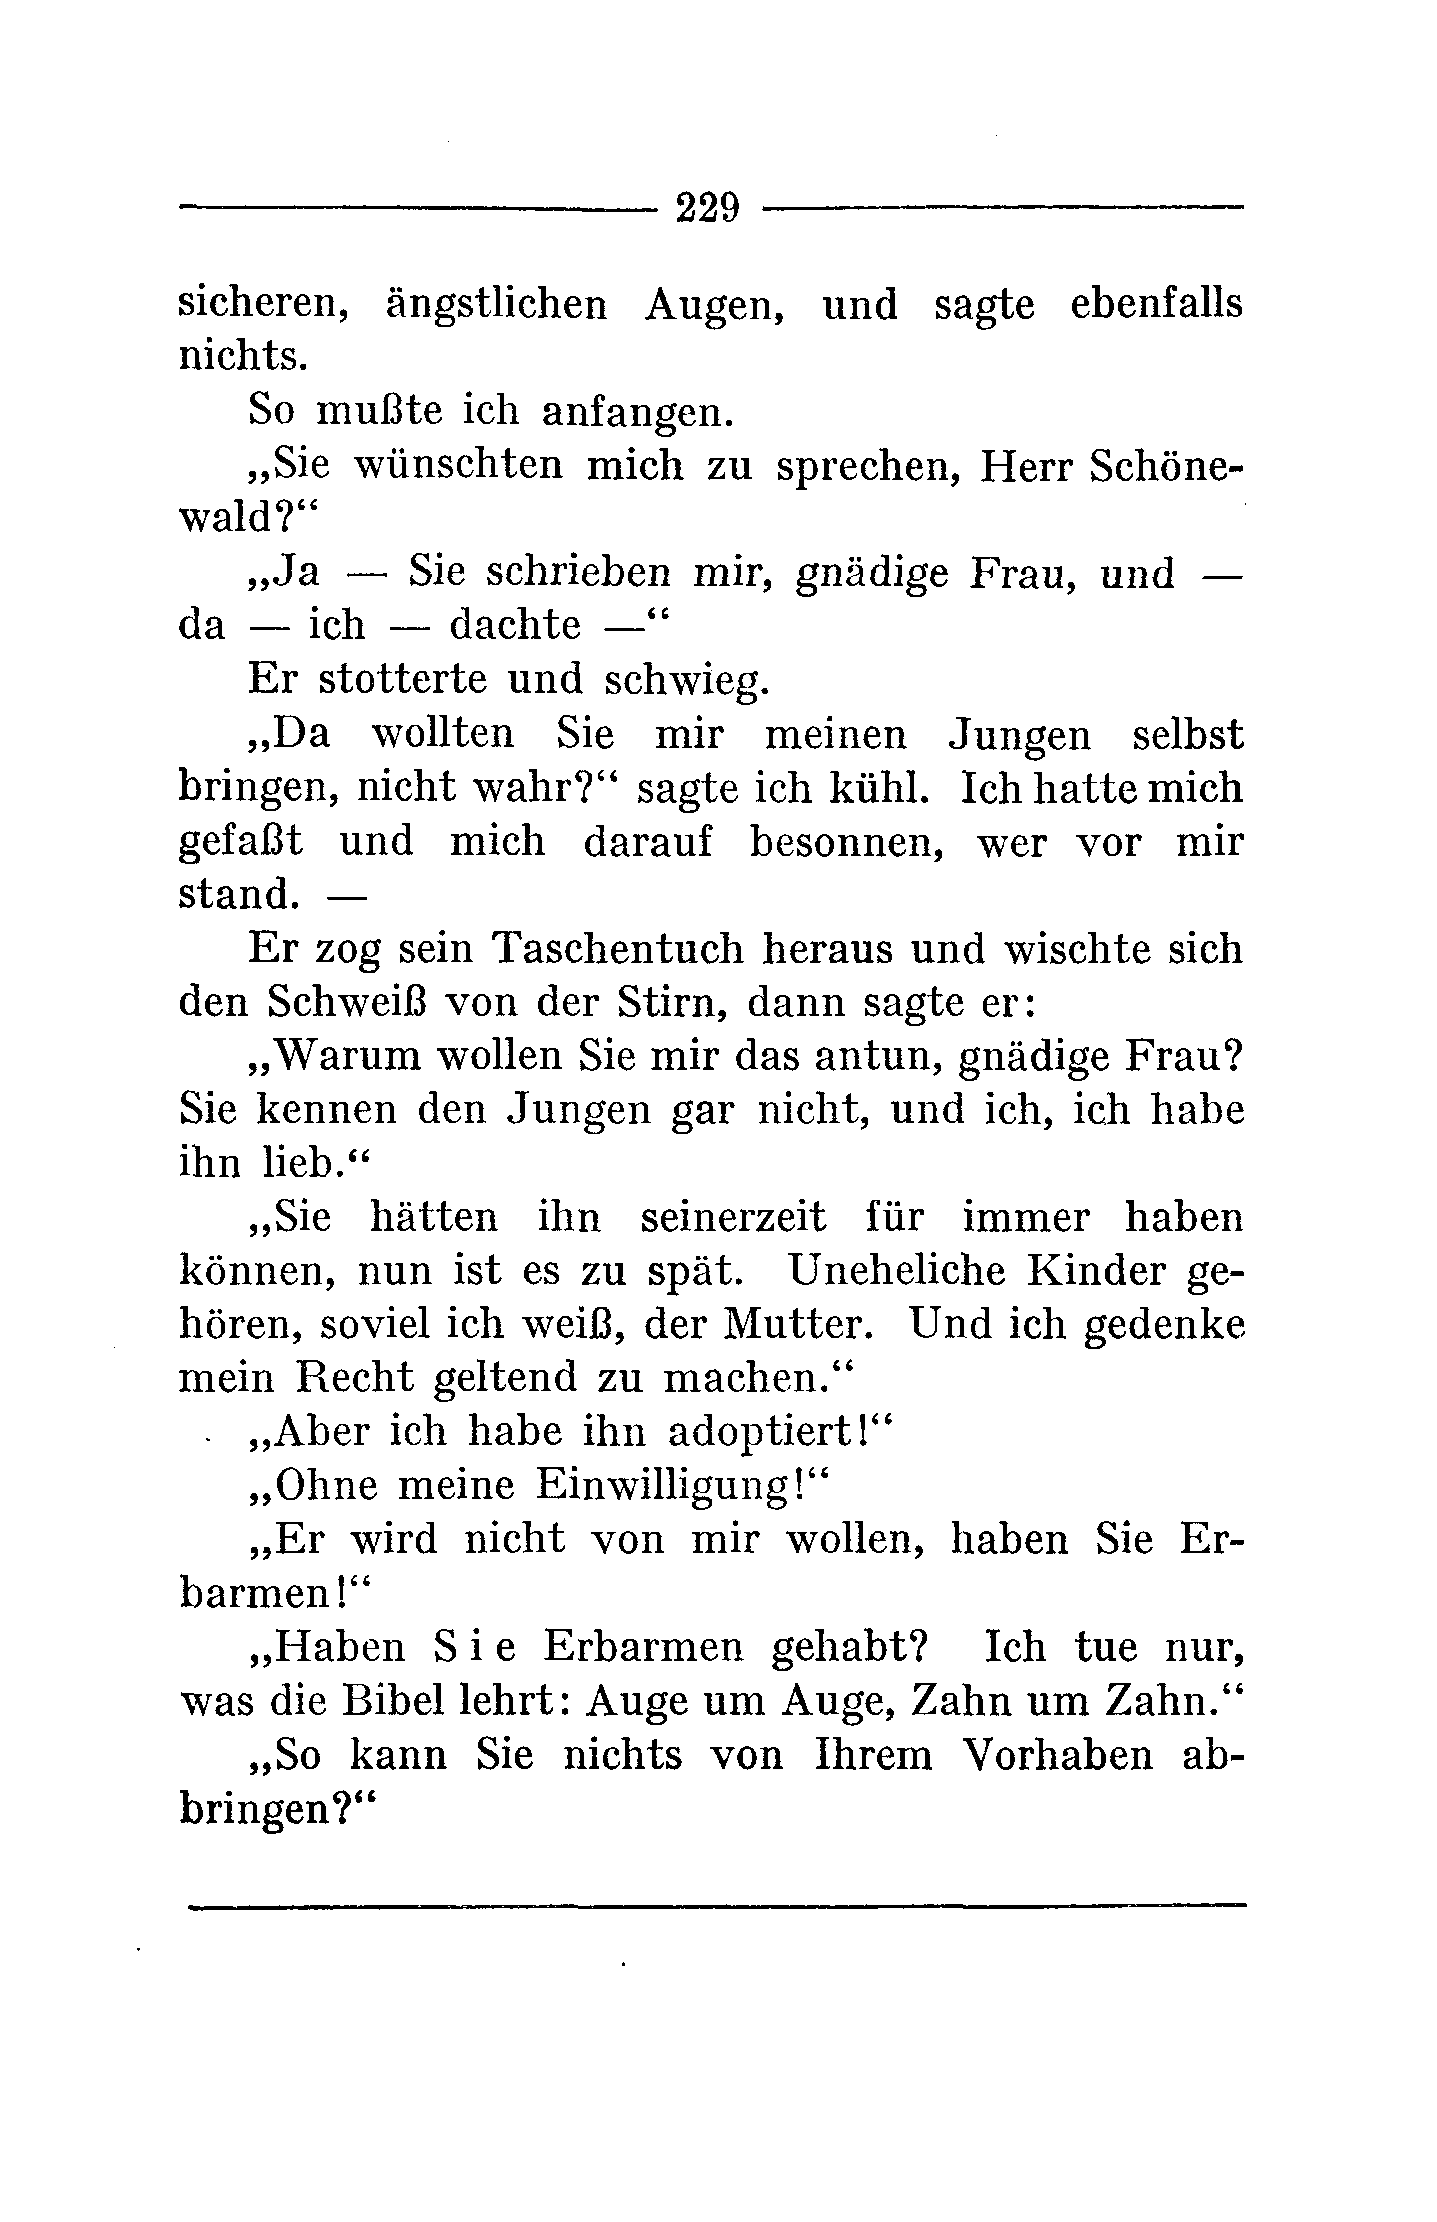 229
sicheren, ängstlichen Augen, und sagte ebenfalls
nichts.
So mußte ich anfangen.
„Sie wünschten mich zu sprechen, Herr Schöne-
wald?“
„Ja — Sie schrieben mir, gnädige Frau, und —
da — ich — dachte —“
Er stotterte und schwieg.
„Da wollten Sie mir meinen Jungen selbst
bringen, nicht wahr?“ sagte ich kühl. Ich hatte mich
gefaßt und mich darauf besonnen, wer vor mir
stand. —
Er zog sein Taschentuch heraus und wischte sich
den Schweiß von der Stirn, dann sagte er:
„Warum wollen Sie mir das antun, gnädige Frau?
Sie kennen den Jungen gar nicht, und ich, ich habe
ihn lieb.“
„Sie hätten ihn seinerzeit für immer haben
können, nun ist es zu spät. Uneheliche Kinder ge-
hören, soviel ich weiß, der Mutter. Und ich gedenke
mein Recht geltend zu machen.“
„Aber ich habe ihn adoptiert!“
„Ohne meine Einwilligung!“
„Er wird nicht von mir wollen, haben Sie Er-
barmen!“
„Haben S i e Erbarmen gehabt? Ich tue nur,
was die Bibel lehrt: Auge um Auge, Zahn um Zahn.“
„So kann Sie nichts von Ihrem Vorhaben ab-
bringen?“